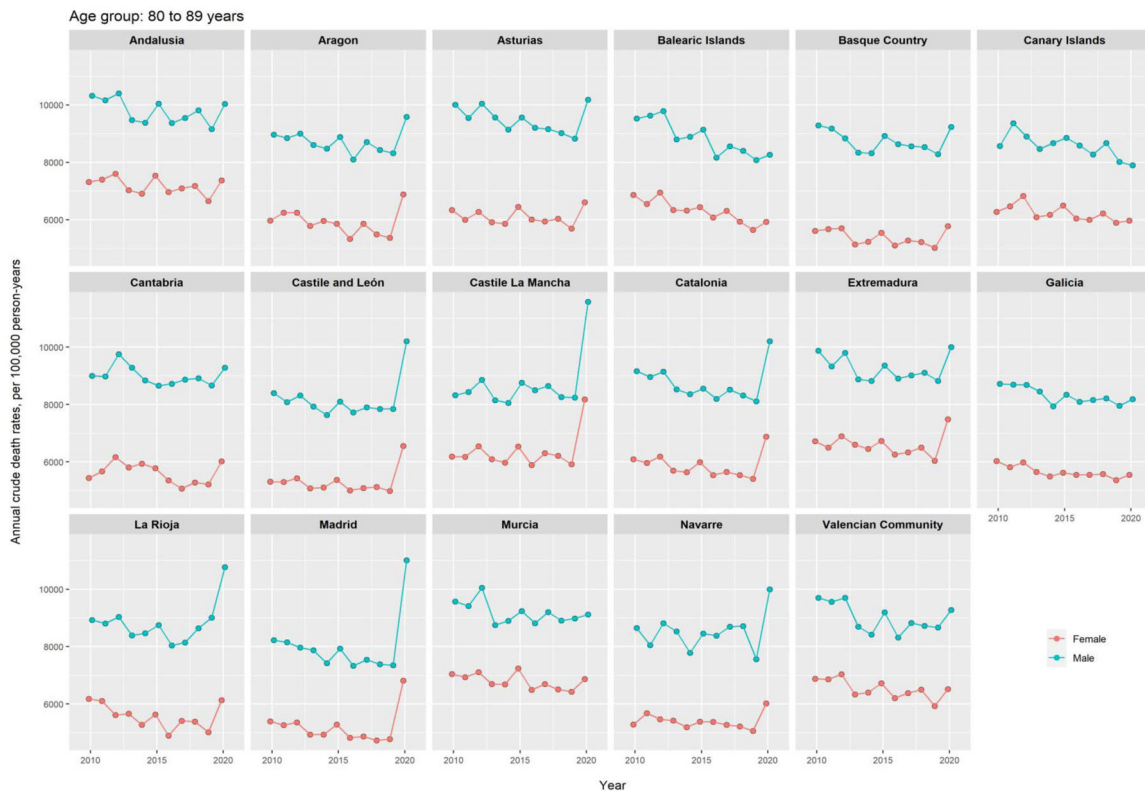 Age group: 80 to 89 years
Andalusia
Aragon
Asturias
Balearic Islands
Basque Country
Canary Islands
10000
8000
6000
Cantabria
Castile and León
Castile La Mancha
Catalonia
Extremadura
Galicia
10000
8000
6000
2010
2015
2020
La Rioja
Madrid
Murcia
Navarre
Valencian Community
10000
8000
6000
2010
2015
2020
2010
2015
2020
2010
2015
2020
2010
2015
2020
2010
2015
2020
Year
Annual crude death rates, per 100,000 person-years
Female
Male